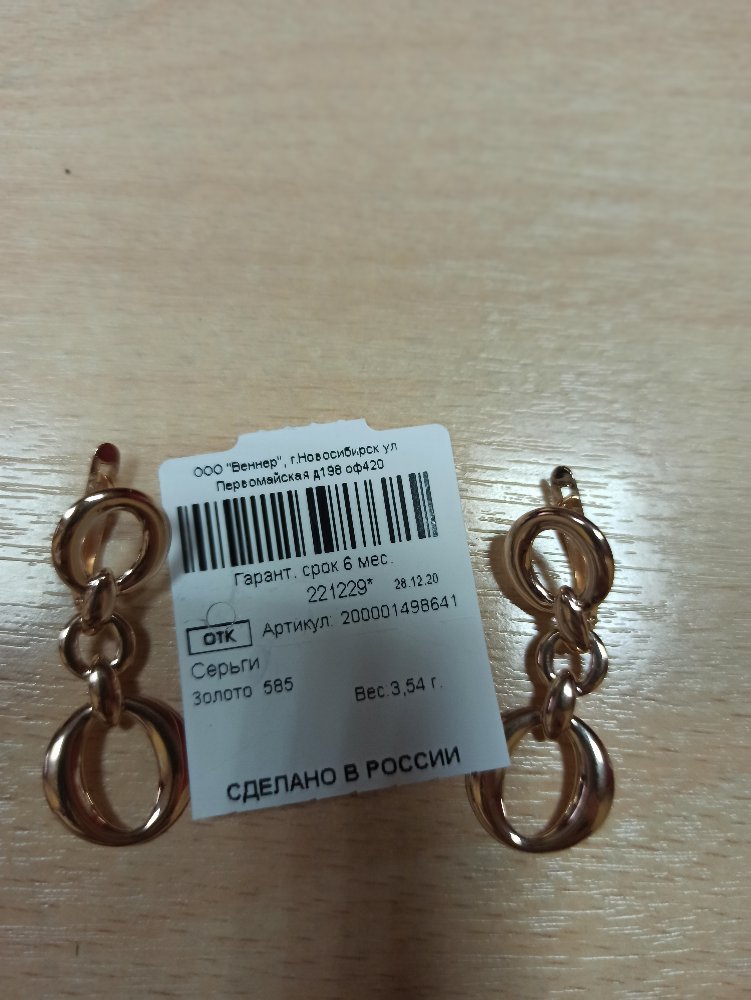 ООО "Веннер", г.Новосибирск ул
Первомайская д198 оф420
Гарант. срок 6 мес.
221229* 28.12.20
ОТК Артикул: 200001498641
Серьги
Золото 585 Вес:3,54 г.
СДЕЛАНО В РОССИИ